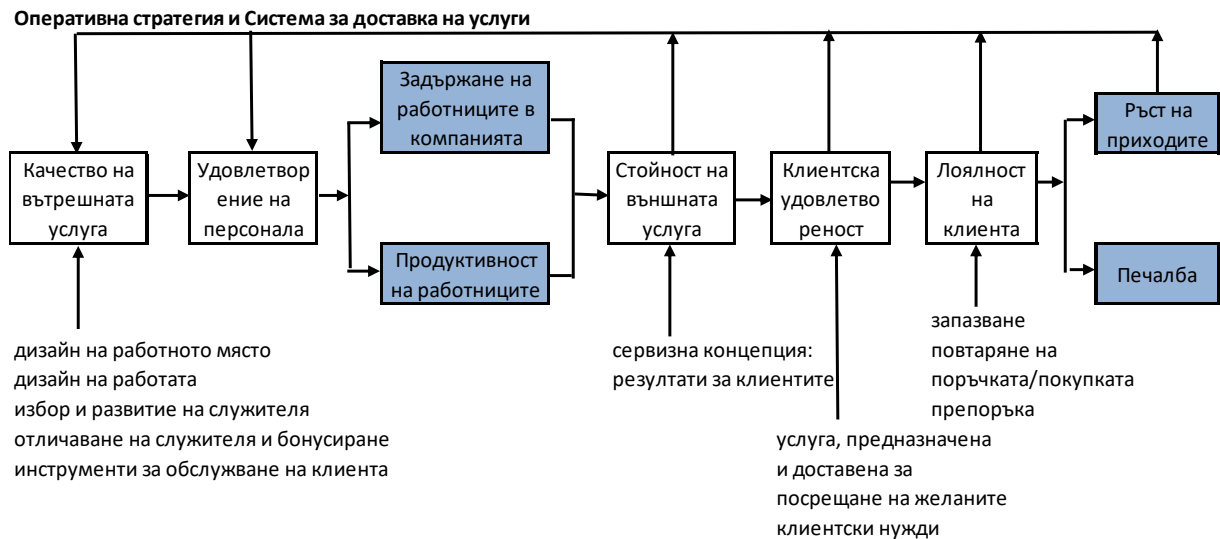 Оперативна стратегия и Система за доставка на услуги
Задържане на
работниците в
компанията
Ръст на
приходите
Качество на
вътрешната
услуга
Удовлетвор
ение на
персонала
Стойност на
външната
услуга
Клиентска
удовлетво
реност
Лоялност
на
клиента
Продуктивност
на работниците
Печалба
дизайн на работното място
дизайн на работата
избор и развитие на служителя
отличаване на служителя и бонусиране
инструменти за обслужване на клиента
сервизна концепция:
резултати за клиентите
запазване
повтаряне на
поръчката/покупката
препоръка
услуга, предназначена
и доставена за
посрещане на желаните
клиентски нужди